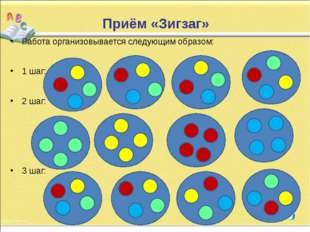 Приём «Зигзаг»
Работа организовывается следующим образом:
1 шаг:
2 шаг:
3 шаг: